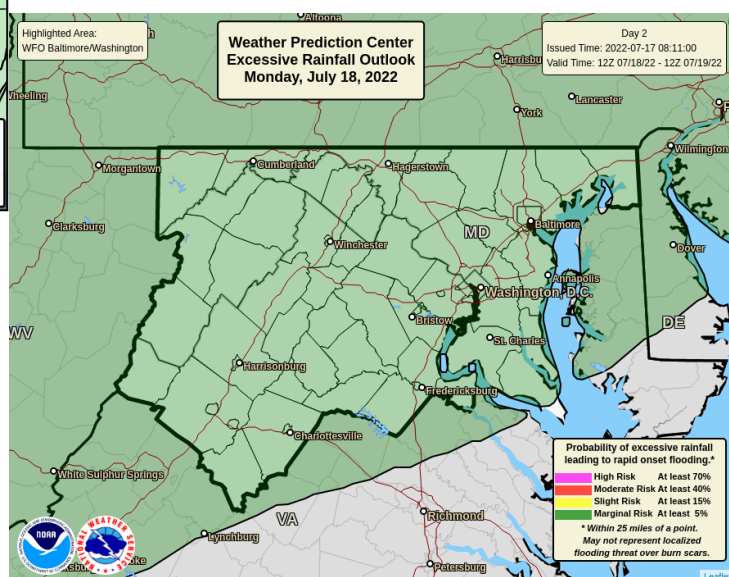 Highlighted Area:
WFO Baltimore/Washington
Weather Prediction Center
Excessive Rainfall Outlook
Monday, July 18, 2022
Day 2
Issued Time: 2022-07-17 08:11:00
Valid Time: 12Z 07/18/22 - 12Z 07/19/22
Altoona
Harrisbu
Wheeling
Lancaster
York
Wilmington
Morgantown
Cumberland
Hagerstown
Clarksburg
Baltimore
MD
Winchester
Dover
Annapolis
Washington, D.C.
Bristow
DE
WV
St. Charles
Harrisonburg
Fredericksburg
Charlottesville
White Sulphur Springs
VA
Richmond
Lynchburg
Petersburg
Probability of excessive rainfall
leading to rapid onset flooding.*
High Risk At least 70%
Moderate Risk At least 40%
Slight Risk At least 15%
Marginal Risk At least 5%
* Within 25 miles of a point.
May not represent localized
flooding threat over burn scars.
NOAA
NATIONAL WEATHER SERVICE